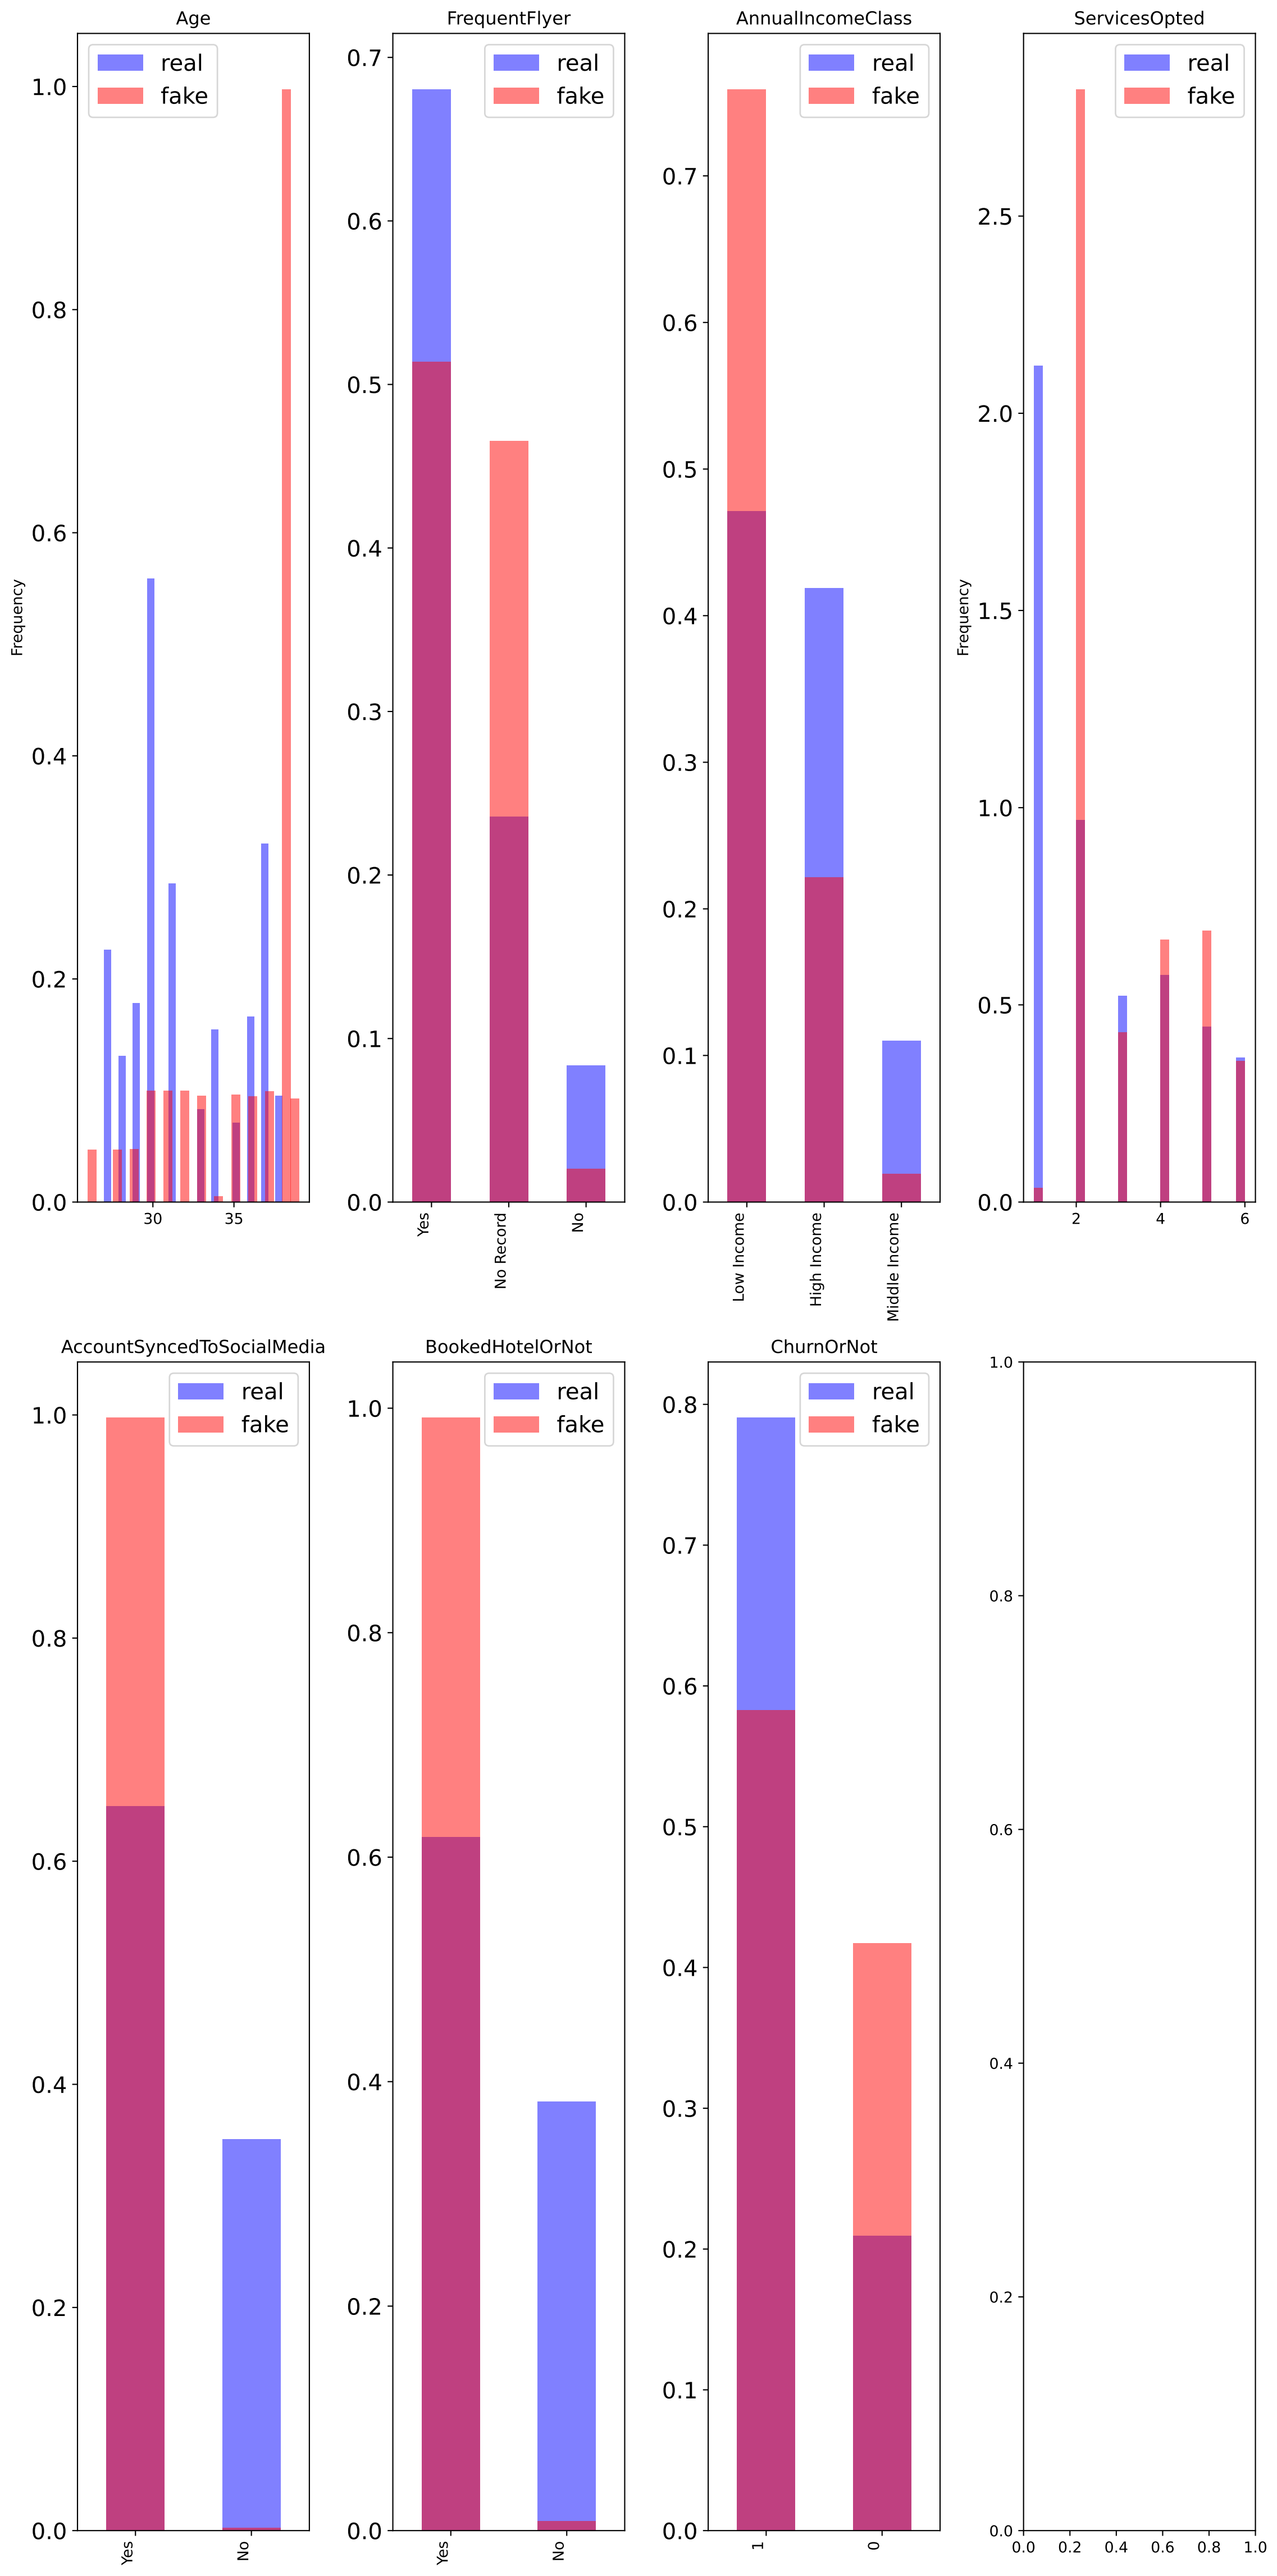 Age
FrequentFlyer
AnnualIncomeClass
ServicesOpted
real
fake
real
fake
real
fake
real
fake
1.0
0.8
0.6
0.4
0.2
0.0
Frequency
30
35
0.7
0.6
0.5
0.4
0.3
0.2
0.1
0.0
Yes
No Record
No
0.7
0.6
0.5
0.4
0.3
0.2
0.1
0.0
Low Income
High Income
Middle Income
2.5
2.0
1.5
1.0
0.5
0.0
Frequency
2
4
6
AccountSyncedToSocialMedia
BookedHotelOrNot
ChurnOrNot
real
fake
real
fake
real
fake
1.0
0.8
0.6
0.4
0.2
0.0
Yes
No
1.0
0.8
0.6
0.4
0.2
0.0
Yes
No
0.8
0.7
0.6
0.5
0.4
0.3
0.2
0.1
0.0
1
0
1.0
0.8
0.6
0.4
0.2
0.0
0.0 0.2 0.4 0.6 0.8 1.0